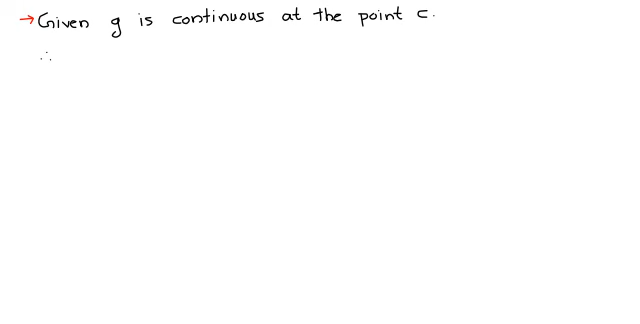 → Given g is continuous at the point c.
∴